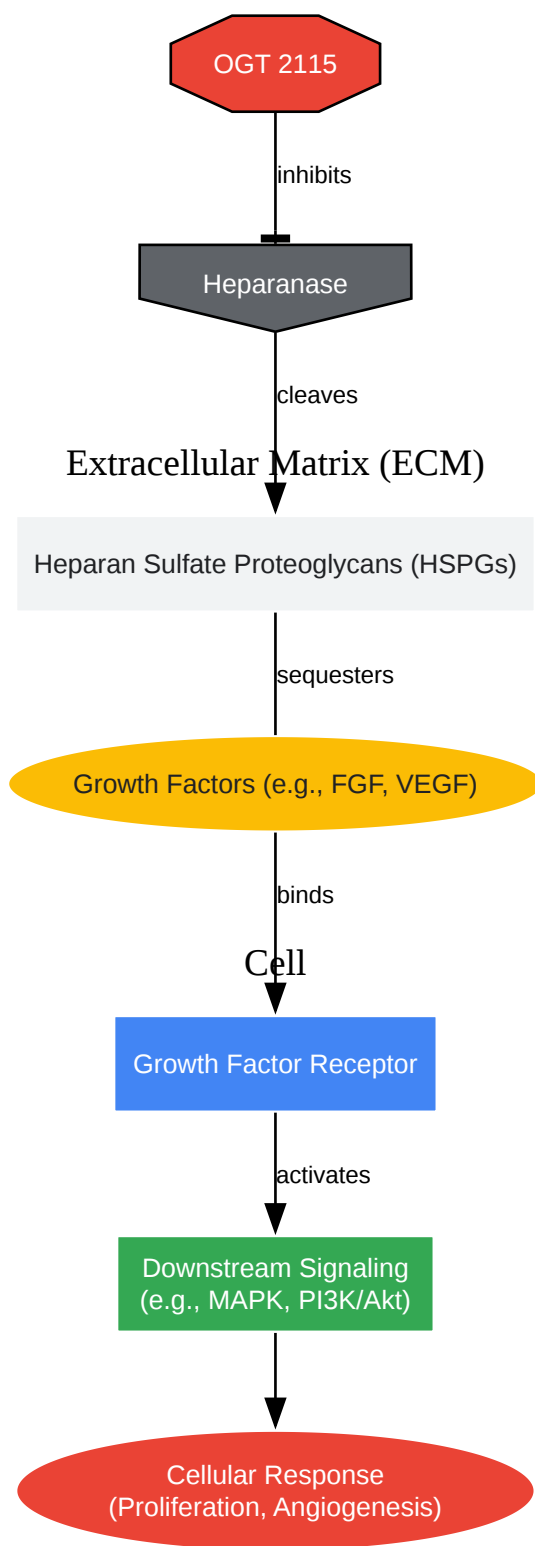 OGT 2115
inhibits
Heparanase
cleaves
Extracellular Matrix (ECM)
Heparan Sulfate Proteoglycans (HSPGs)
sequesters
Growth Factors (e.g., FGF, VEGF)
binds
Cell
Growth Factor Receptor
activates
Downstream Signaling
(e.g., MAPK, PI3K/Akt)
Cellular Response
(Proliferation, Angiogenesis)